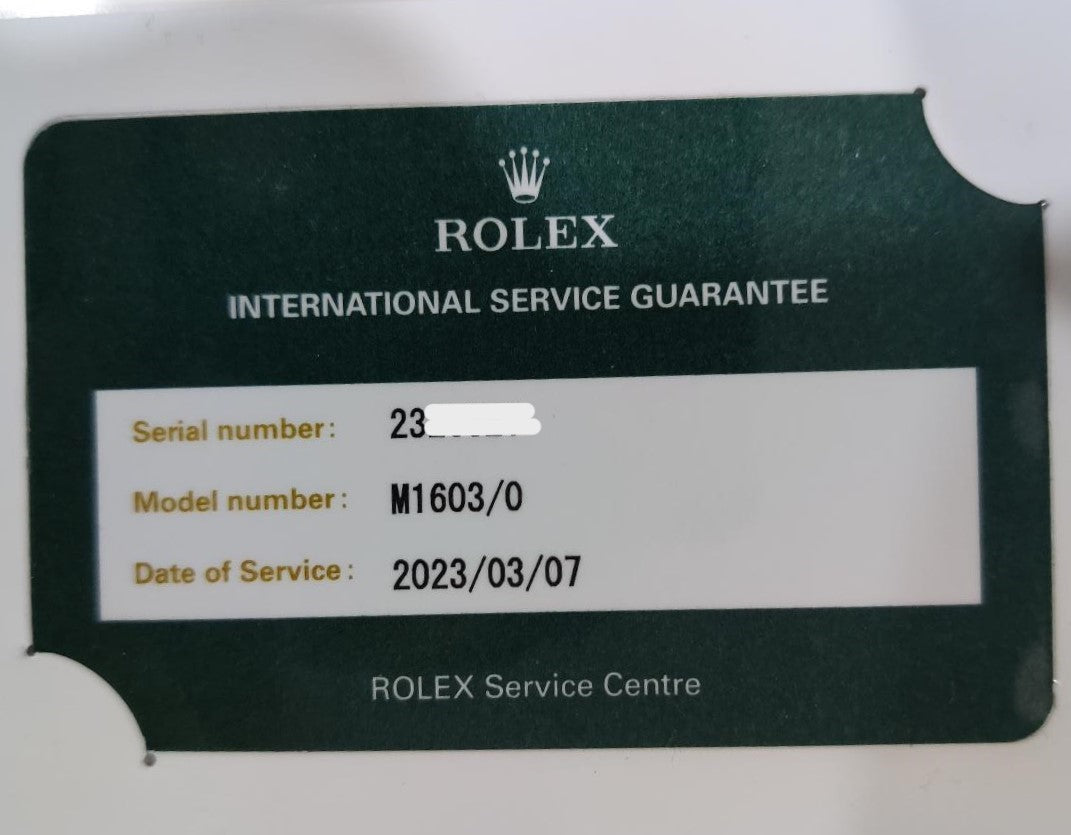 ROLEX
INTERNATIONAL SERVICE GUARANTEE
Serial number: 23
Model number: M1603/0
Date of Service: 2023/03/07
ROLEX Service Centre